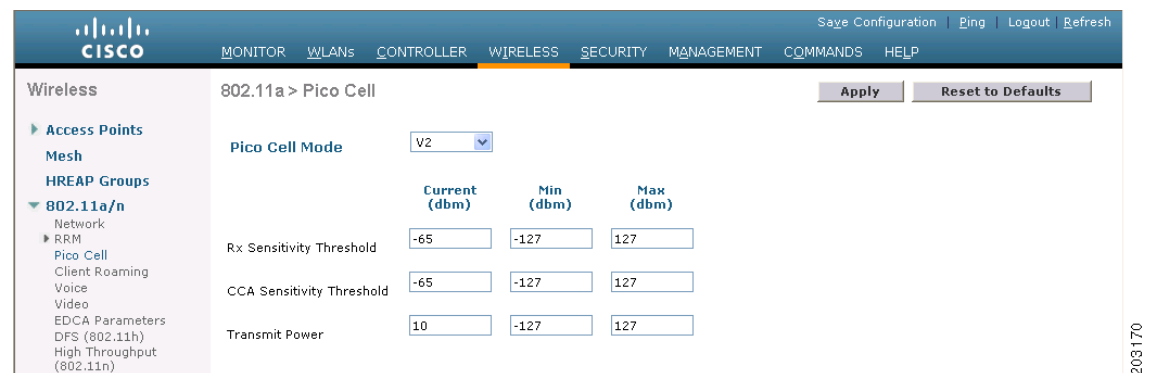 Save Configuration | Ping | Logout | Refresh
CISCO
MONITOR WLANs CONTROLLER WIRELESS SECURITY MANAGEMENT COMMANDS HELP
Wireless
Access Points
Mesh
HREAP Groups
802.11a/n
Network
RRM
Pico Cell
Client Roaming
Voice
Video
EDCA Parameters
DFS (802.11h)
High Throughput
(802.11n)
802.11a > Pico Cell
Apply Reset to Defaults
Pico Cell Mode V2
Current Min Max
(dbm) (dbm) (dbm)
Rx Sensitivity Threshold -65 -127 127
CCA Sensitivity Threshold -65 -127 127
Transmit Power 10 -127 127
203170